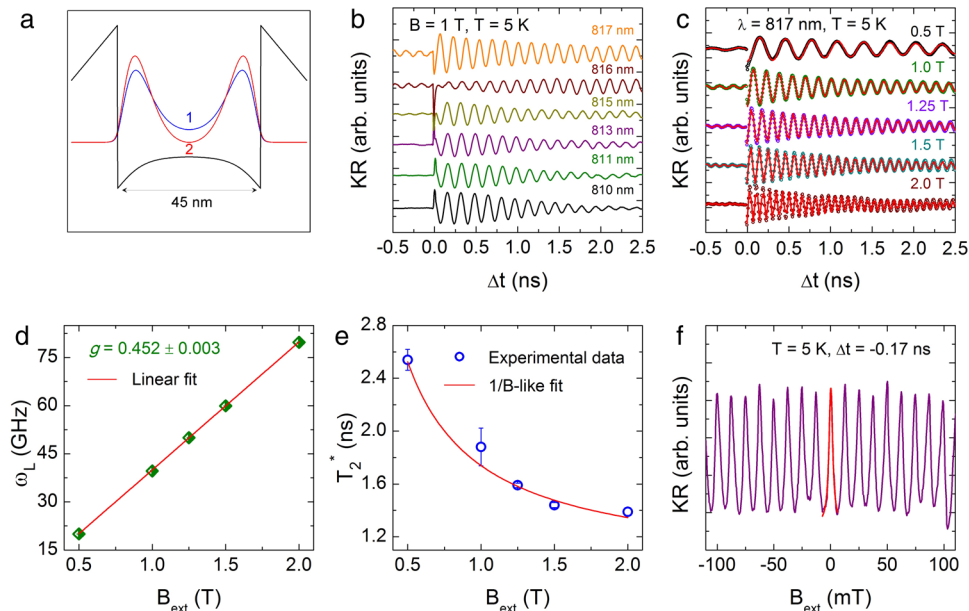 a
1
2
45 nm
b
B = 1 T, T = 5 K
817 nm
816 nm
815 nm
813 nm
811 nm
810 nm
KR (arb. units)
-0.5 0.0 0.5 1.0 1.5 2.0 2.5
Δt (ns)
c
λ = 817 nm, T = 5 K
0.5 T
1.0 T
1.25 T
1.5 T
2.0 T
KR (arb. units)
-0.5 0.0 0.5 1.0 1.5 2.0 2.5
Δt (ns)
d
g = 0.452 ± 0.003
Linear fit
75
60
45
30
15
ω_L (GHz)
0.5 1.0 1.5 2.0
B_ext (T)
e
Experimental data
1/B-like fit
2.8
2.4
2.0
1.6
1.2
T_2^* (ns)
0.5 1.0 1.5 2.0
B_ext (T)
f
T = 5 K, Δt = -0.17 ns
KR (arb. units)
-100 -50 0 50 100
B_ext (mT)